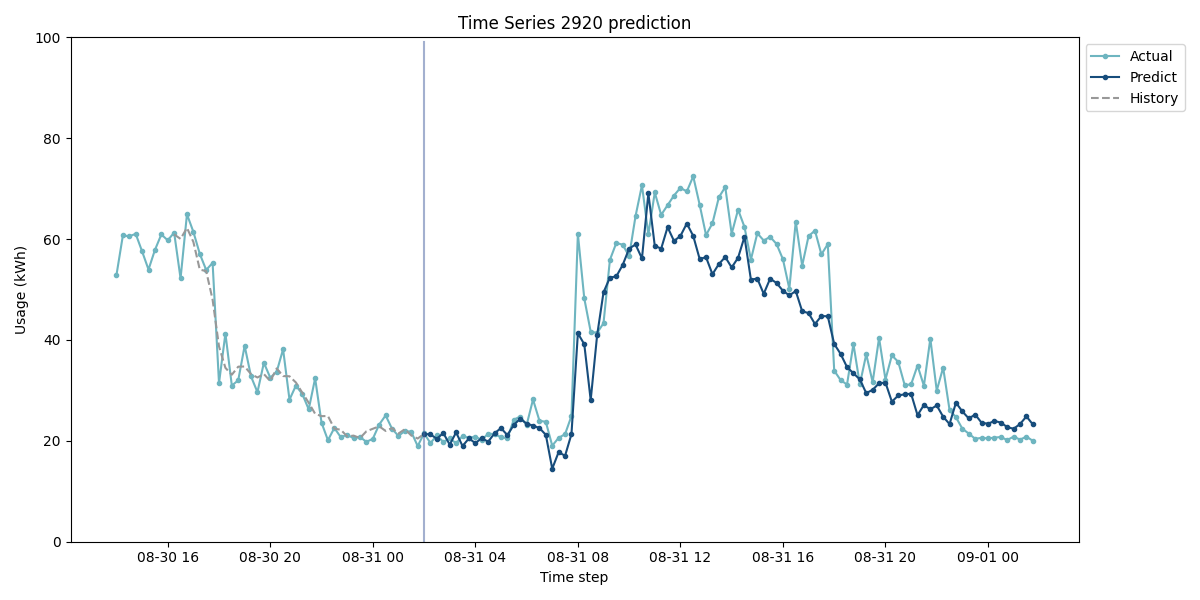 Time Series 2920 prediction
100
80
60
40
20
0
Usage (kWh)
08-30 16
08-30 20
08-31 00
08-31 04
08-31 08
08-31 12
08-31 16
08-31 20
09-01 00
Time step
Actual
Predict
History